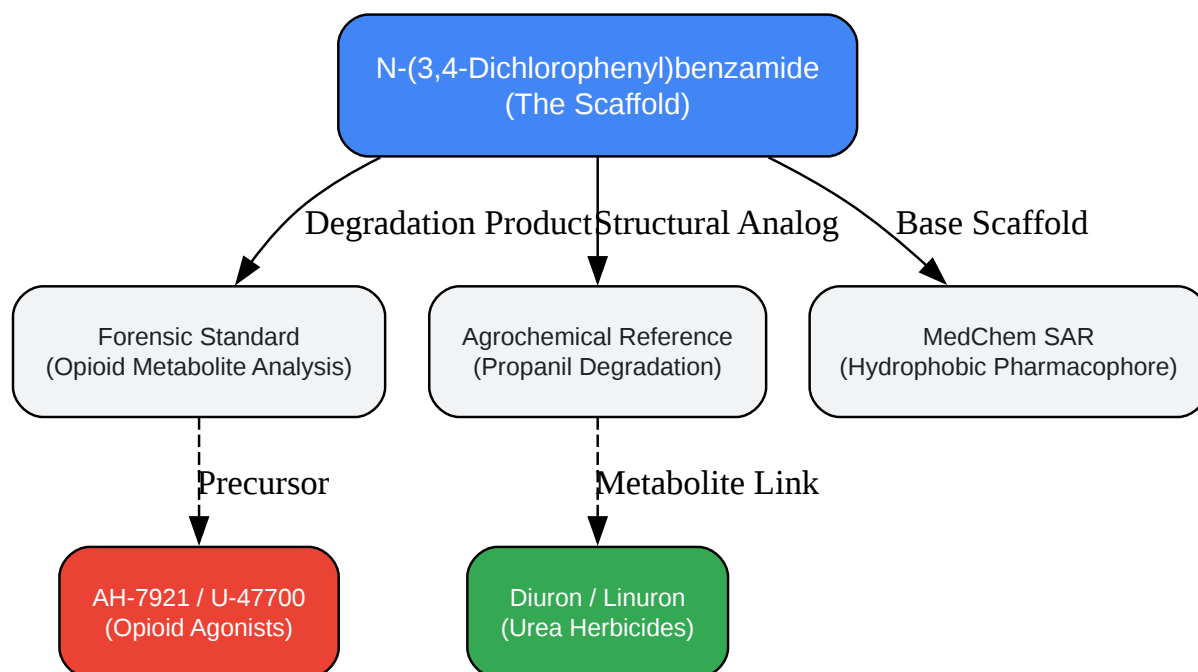 N-(3,4-Dichlorophenyl)benzamide
(The Scaffold)
Degradation Product
Structural Analog
Base Scaffold
Forensic Standard
(Opioid Metabolite Analysis)
Agrochemical Reference
(Propanil Degradation)
MedChem SAR
(Hydrophobic Pharmacophore)
Precursor
Metabolite Link
AH-7921 / U-47700
(Opioid Agonists)
Diuron / Linuron
(Urea Herbicides)